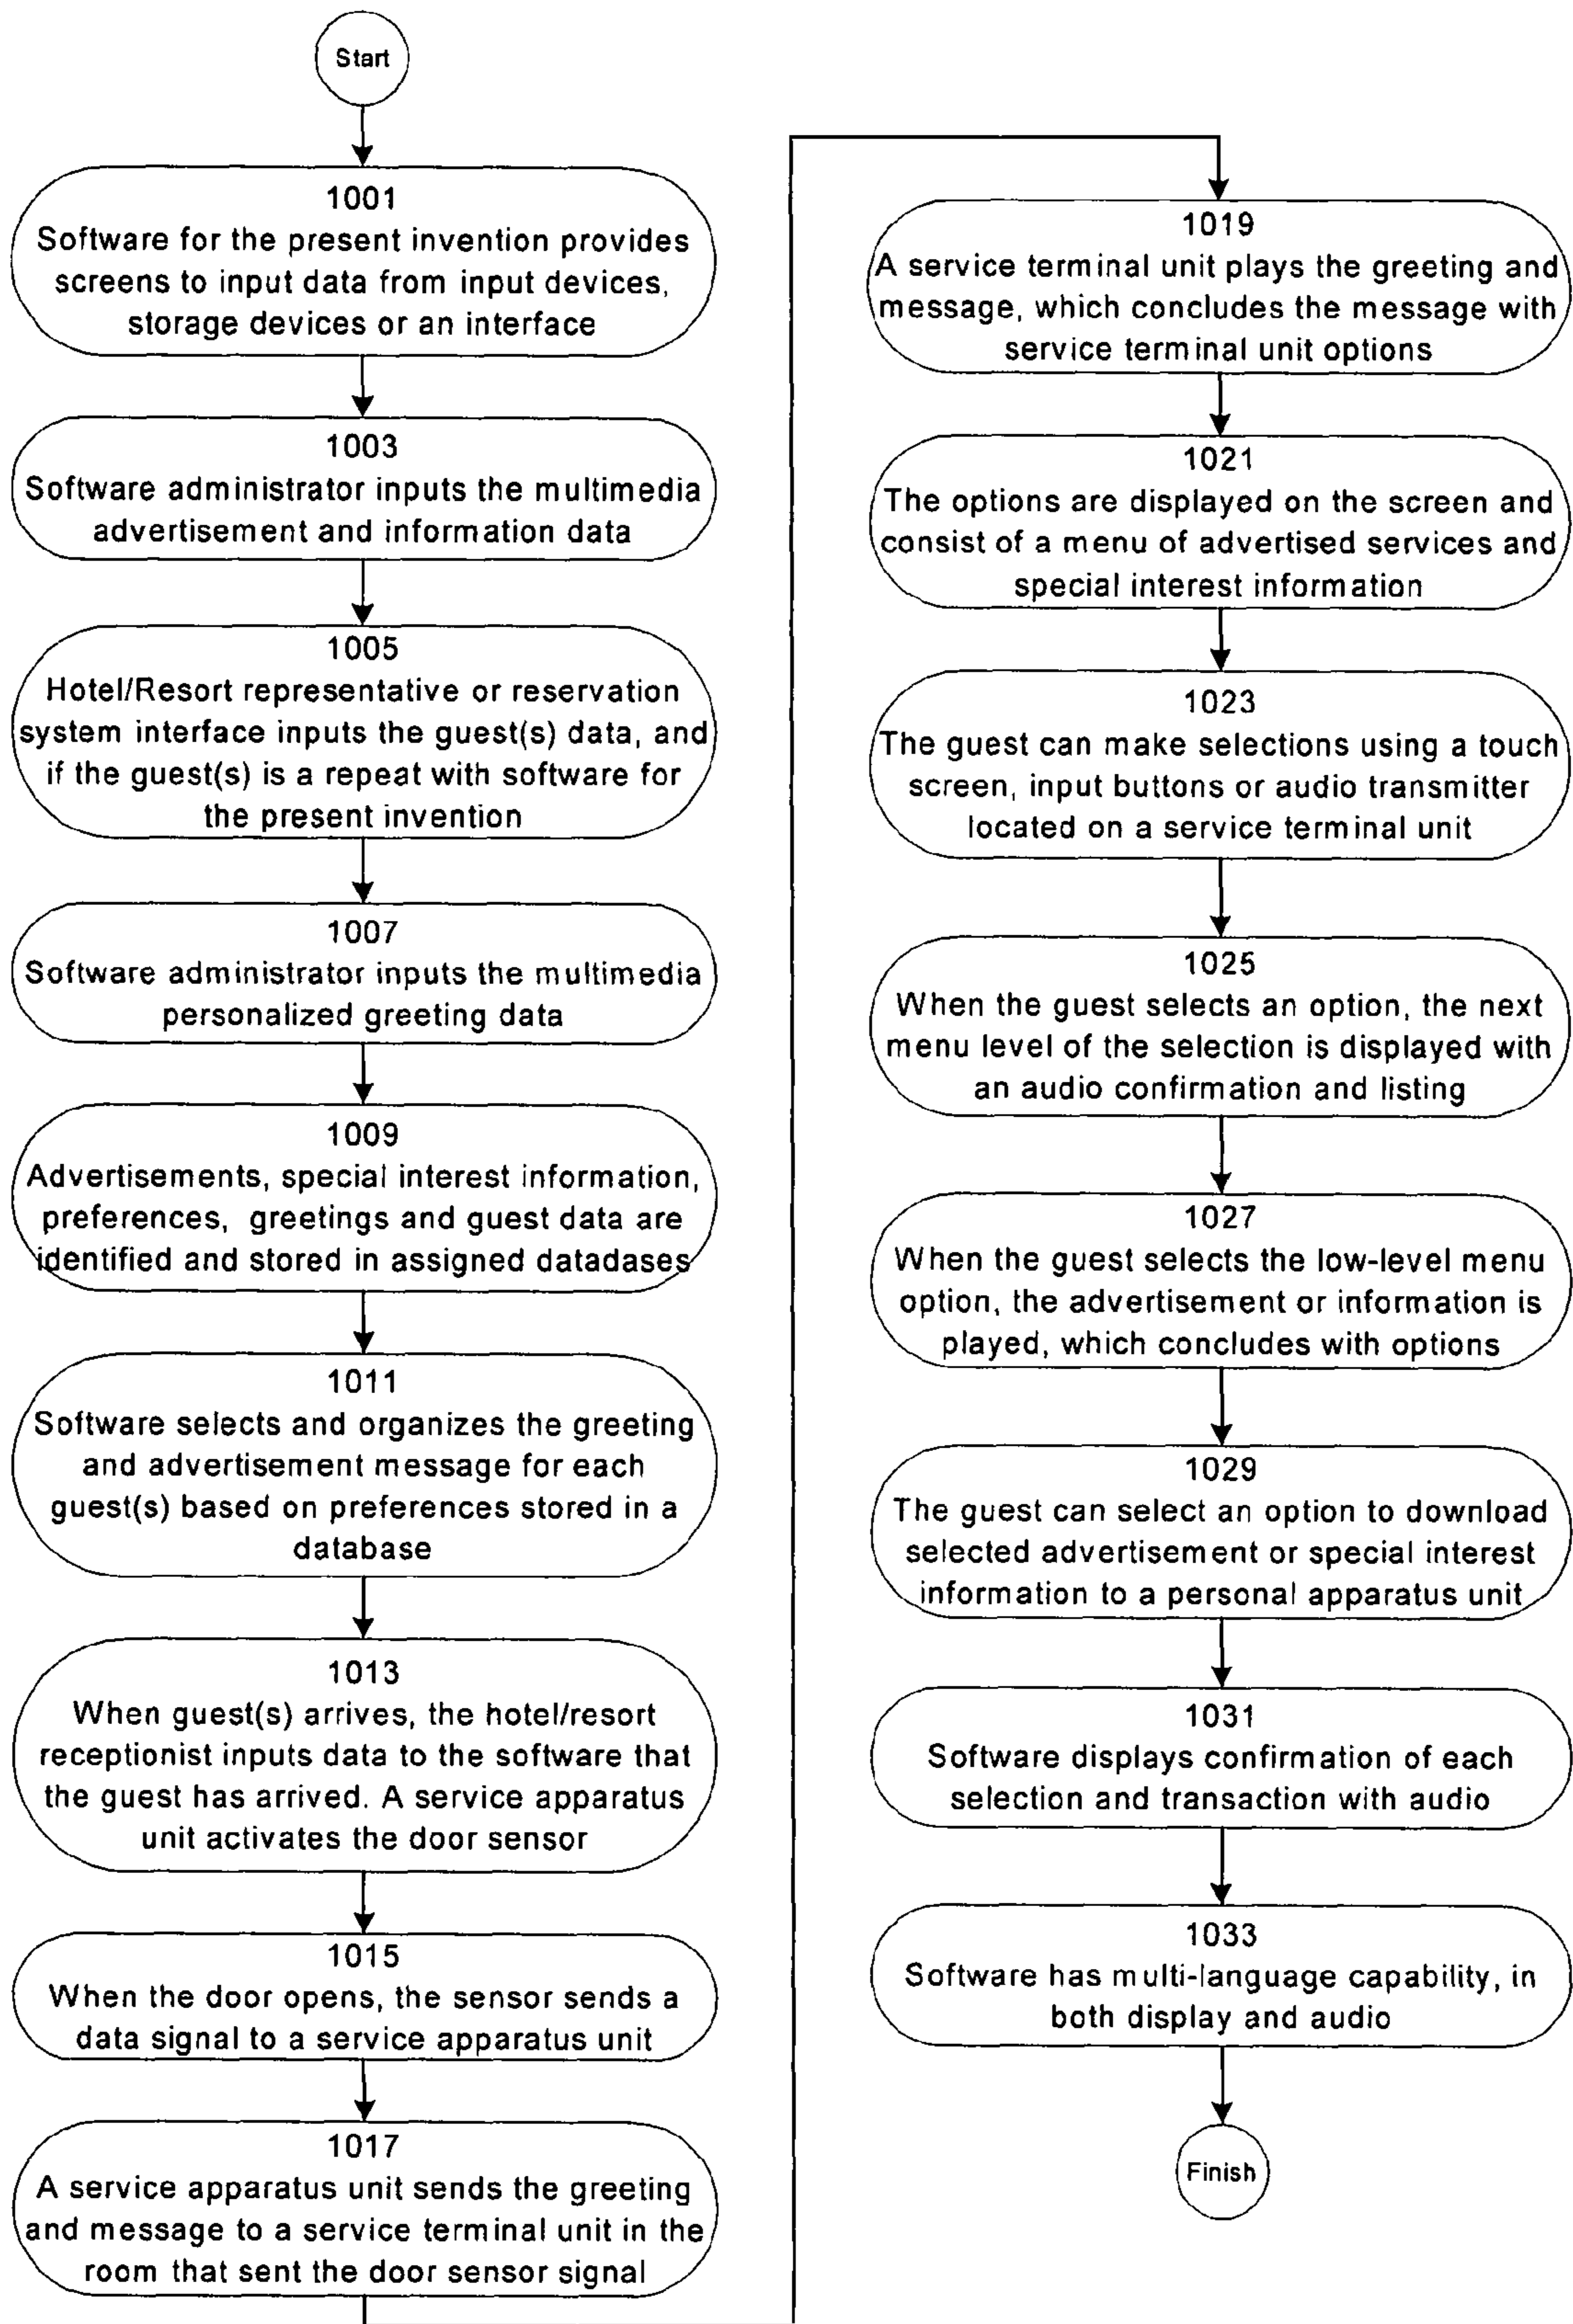 Start
1001
Software for the present invention provides
screens to input data from input devices,
storage devices or an interface
1003
Software administrator inputs the multimedia
advertisement and information data
1005
Hotel/Resort representative or reservation
system interface inputs the guest(s) data, and
if the guest(s) is a repeat with software for
the present invention
1007
Software administrator inputs the multimedia
personalized greeting data
1009
Advertisements, special interest information,
preferences, greetings and guest data are
identified and stored in assigned datadases
1011
Software selects and organizes the greeting
and advertisement message for each
guest(s) based on preferences stored in a
database
1013
When guest(s) arrives, the hotel/resort
receptionist inputs data to the software that
the guest has arrived. A service apparatus
unit activates the door sensor
1015
When the door opens, the sensor sends a
data signal to a service apparatus unit
1017
A service apparatus unit sends the greeting
and message to a service terminal unit in the
room that sent the door sensor signal
1019
A service terminal unit plays the greeting and
message, which concludes the message with
service terminal unit options
1021
The options are displayed on the screen and
consist of a menu of advertised services and
special interest information
1023
The guest can make selections using a touch
screen, input buttons or audio transmitter
located on a service terminal unit
1025
When the guest selects an option, the next
menu level of the selection is displayed with
an audio confirmation and listing
1027
When the guest selects the low-level menu
option, the advertisement or information is
played, which concludes with options
1029
The guest can select an option to download
selected advertisement or special interest
information to a personal apparatus unit
1031
Software displays confirmation of each
selection and transaction with audio
1033
Software has multi-language capability, in
both display and audio
Finish